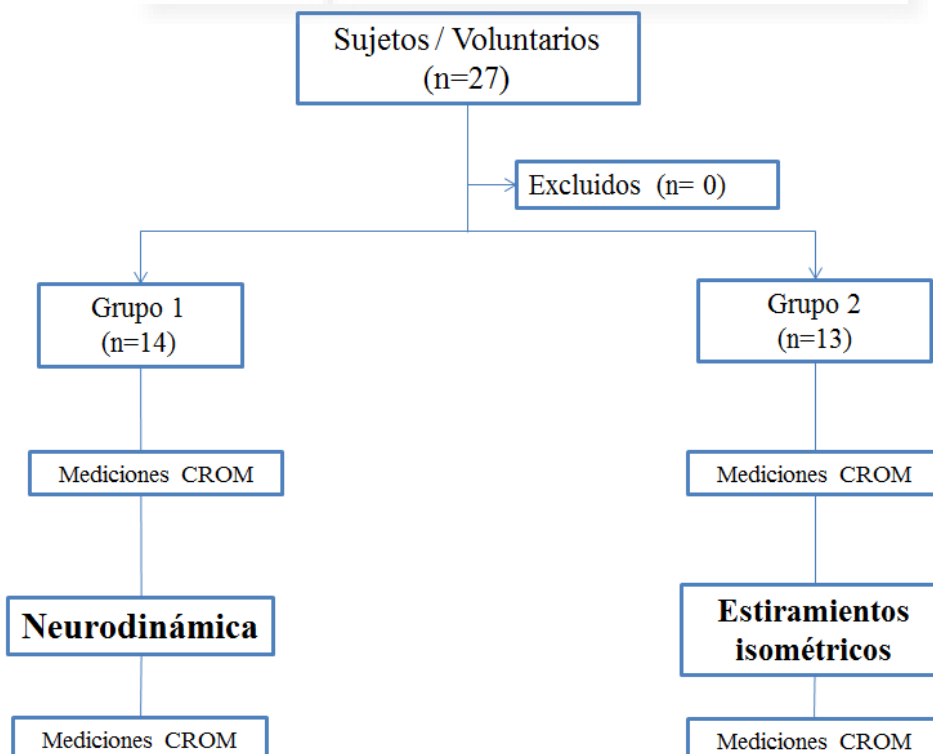 Sujetos / Voluntarios
(n=27)
Excluidos (n= 0)
Grupo 1
(n=14)
Grupo 2
(n=13)
Mediciones CROM
Mediciones CROM
Neurodinámica
Estiramientos
isométricos
Mediciones CROM
Mediciones CROM